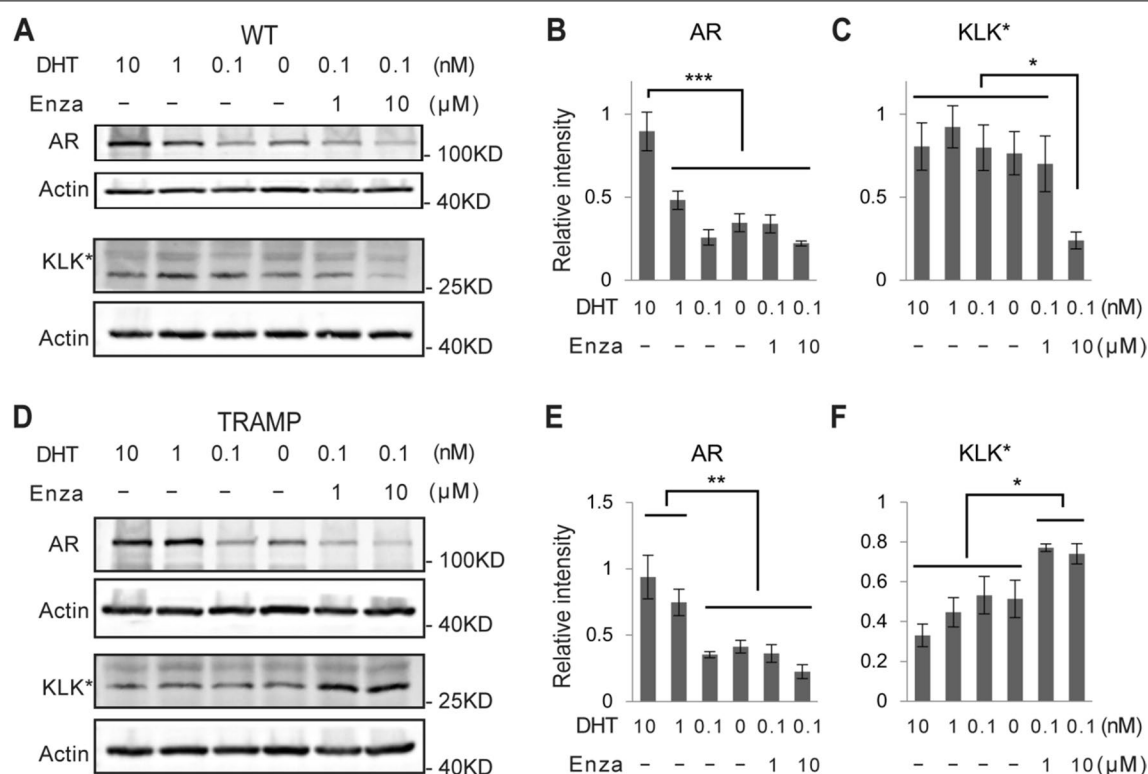 A
WT
DHT 10 1 0.1 0 0.1 0.1 (nM)
Enza – – – – 1 10 (µM)
AR
- 100KD
Actin
- 40KD
KLK*
- 25KD
Actin
- 40KD
B
AR
***
Relative intensity
1
0.5
0
DHT 10 1 0.1 0 0.1 0.1
Enza – – – – 1 10
C
KLK*
*
1
0.5
0
10 1 0.1 0 0.1 0.1 (nM)
– – – – 1 10 (µM)
D
TRAMP
DHT 10 1 0.1 0 0.1 0.1 (nM)
Enza – – – – 1 10 (µM)
AR
- 100KD
Actin
- 40KD
KLK*
- 25KD
Actin
- 40KD
E
AR
**
Relative intensity
1.5
1
0.5
0
DHT 10 1 0.1 0 0.1 0.1
Enza – – – – 1 10
F
KLK*
*
1
0.8
0.6
0.4
0.2
0
10 1 0.1 0 0.1 0.1 (nM)
– – – – 1 10 (µM)